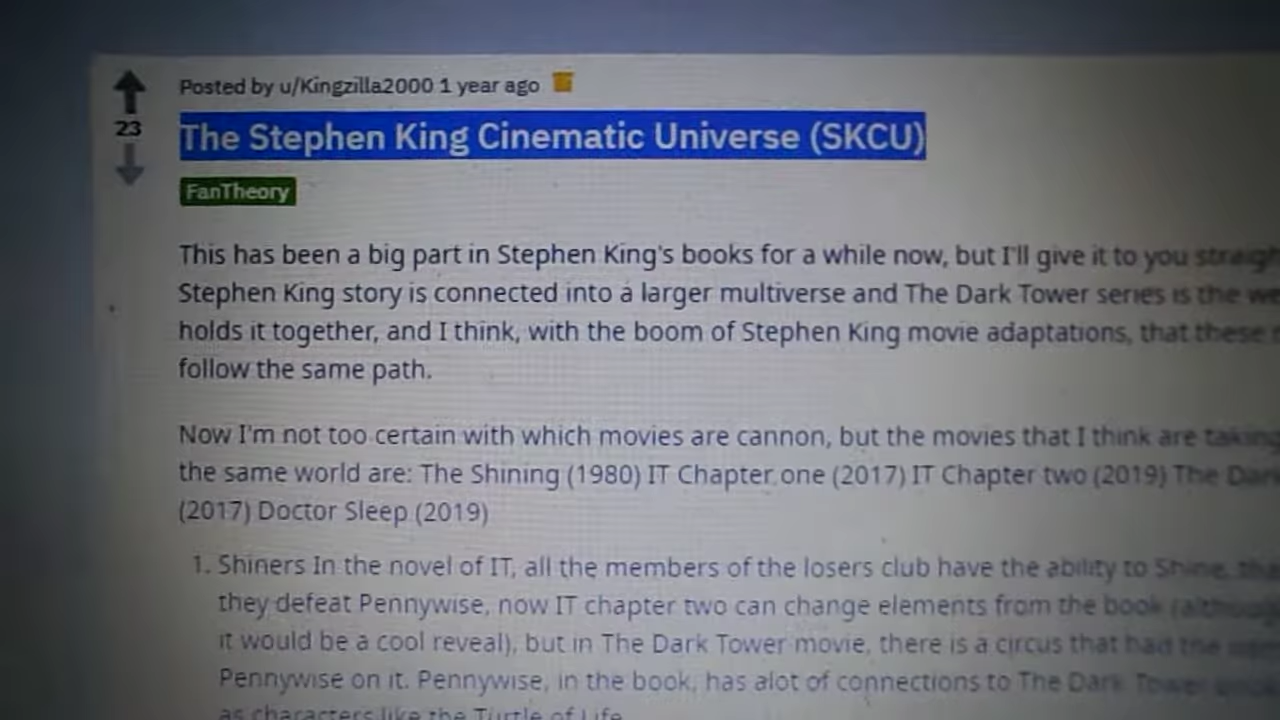 Posted by u/Kingzilla2000 1 year ago
23
The Stephen King Cinematic Universe (SKCU)
FanTheory
This has been a big part in Stephen King's books for a while now, but I'll give it to you
Stephen King story is connected into a larger multiverse and The Dark Tower series is the
holds it together, and I think, with the boom of Stephen King movie adaptations, that these
follow the same path.
Now I'm not too certain with which movies are cannon, but the movies that I think are
the same world are: The Shining (1980) IT Chapter one (2017) IT Chapter two (2019) The
(2017) Doctor Sleep (2019)
1. Shiners In the novel of IT, all the members of the losers club have the ability to Shine,
they defeat Pennywise, now IT chapter two can change elements from the book
it would be a cool reveal), but in The Dark Tower movie, there is a circus that had the
Pennywise on it. Pennywise, in the book, has alot of connections to The Dark Tower
as characters like the Turtle of Life